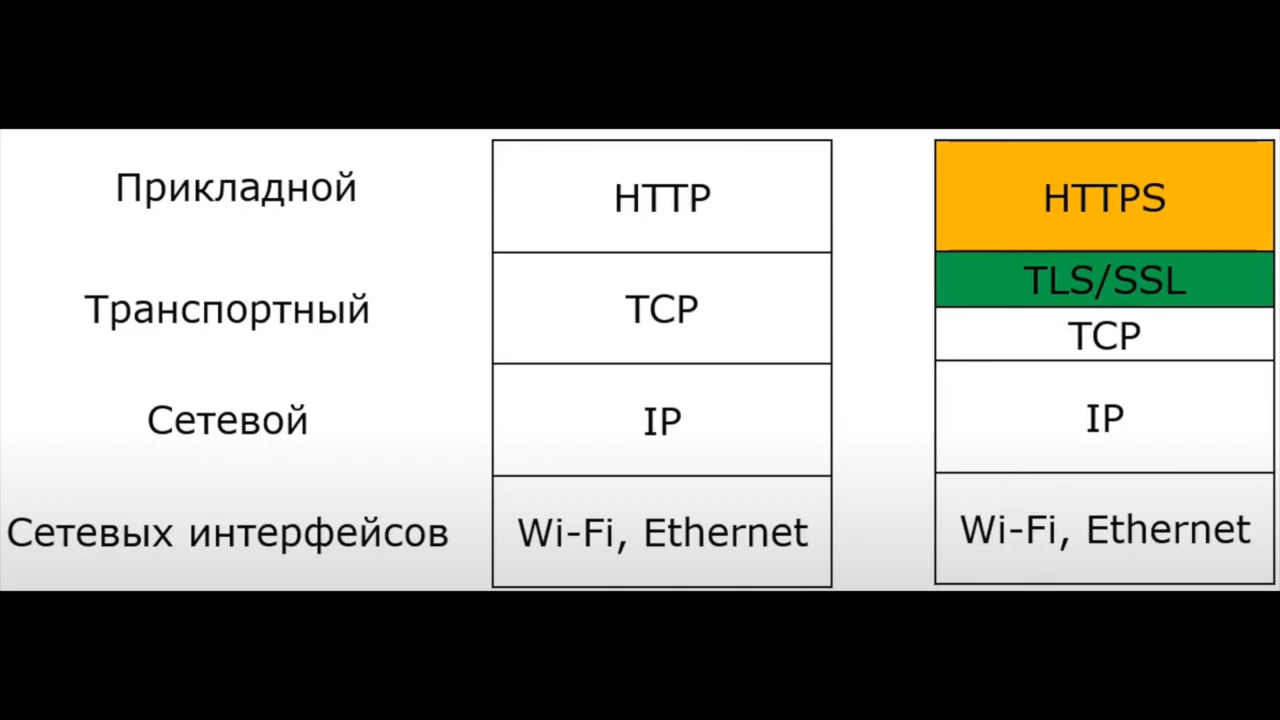 Прикладной
HTTP
HTTPS
Транспортный
TCP
TLS/SSL
TCP
Сетевой
IP
IP
Сетевых интерфейсов
Wi-Fi, Ethernet
Wi-Fi, Ethernet